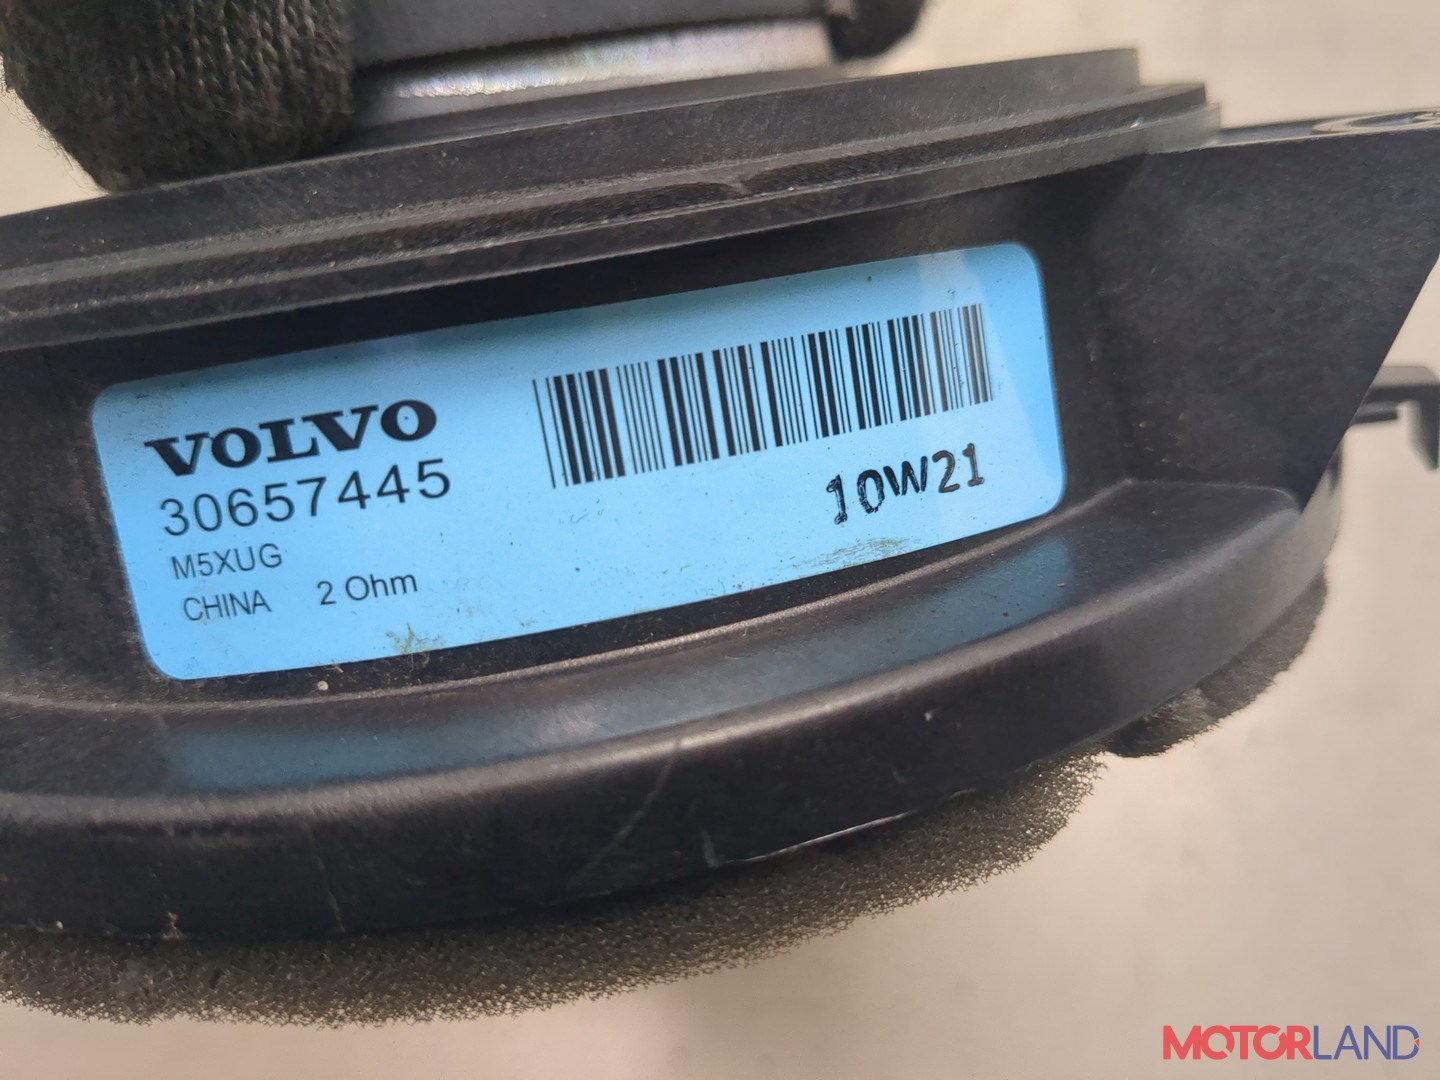 VOLVO
30657445
M5XUG
CHINA 2 Ohm
10W21
MOTORLAND